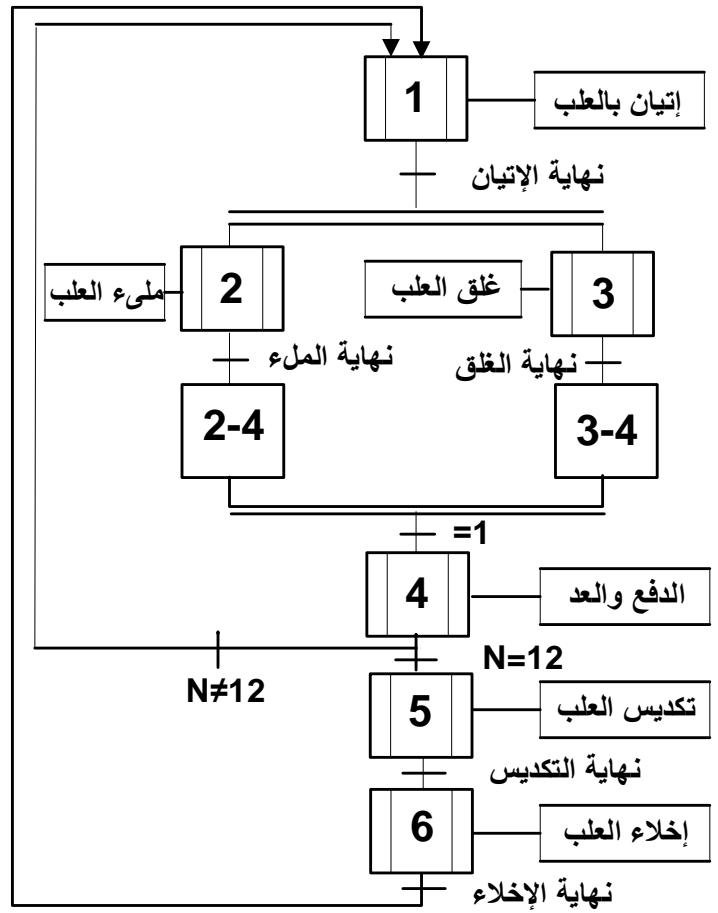 1
إتيان بالعلب
نهاية الإتيان
ملىء العلب
2
غلق العلب
3
نهاية الملء
نهاية الغلق
2-4
3-4
=1
4
الدفع والعد
N≠12
N=12
5
تكديس العلب
نهاية التكديس
6
إخلاء العلب
نهاية الإخلاء